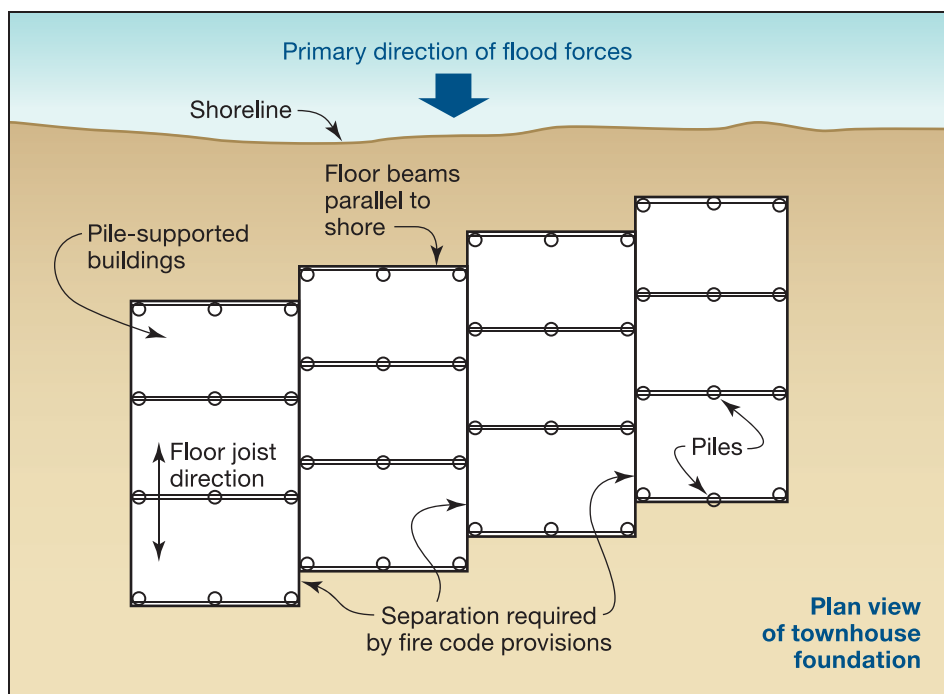 Primary direction of flood forces
Shoreline
Floor beams
parallel to
shore
Pile-supported
buildings
Floor joist
direction
Piles
Separation required
by fire code provisions
Plan view
of townhouse
foundation